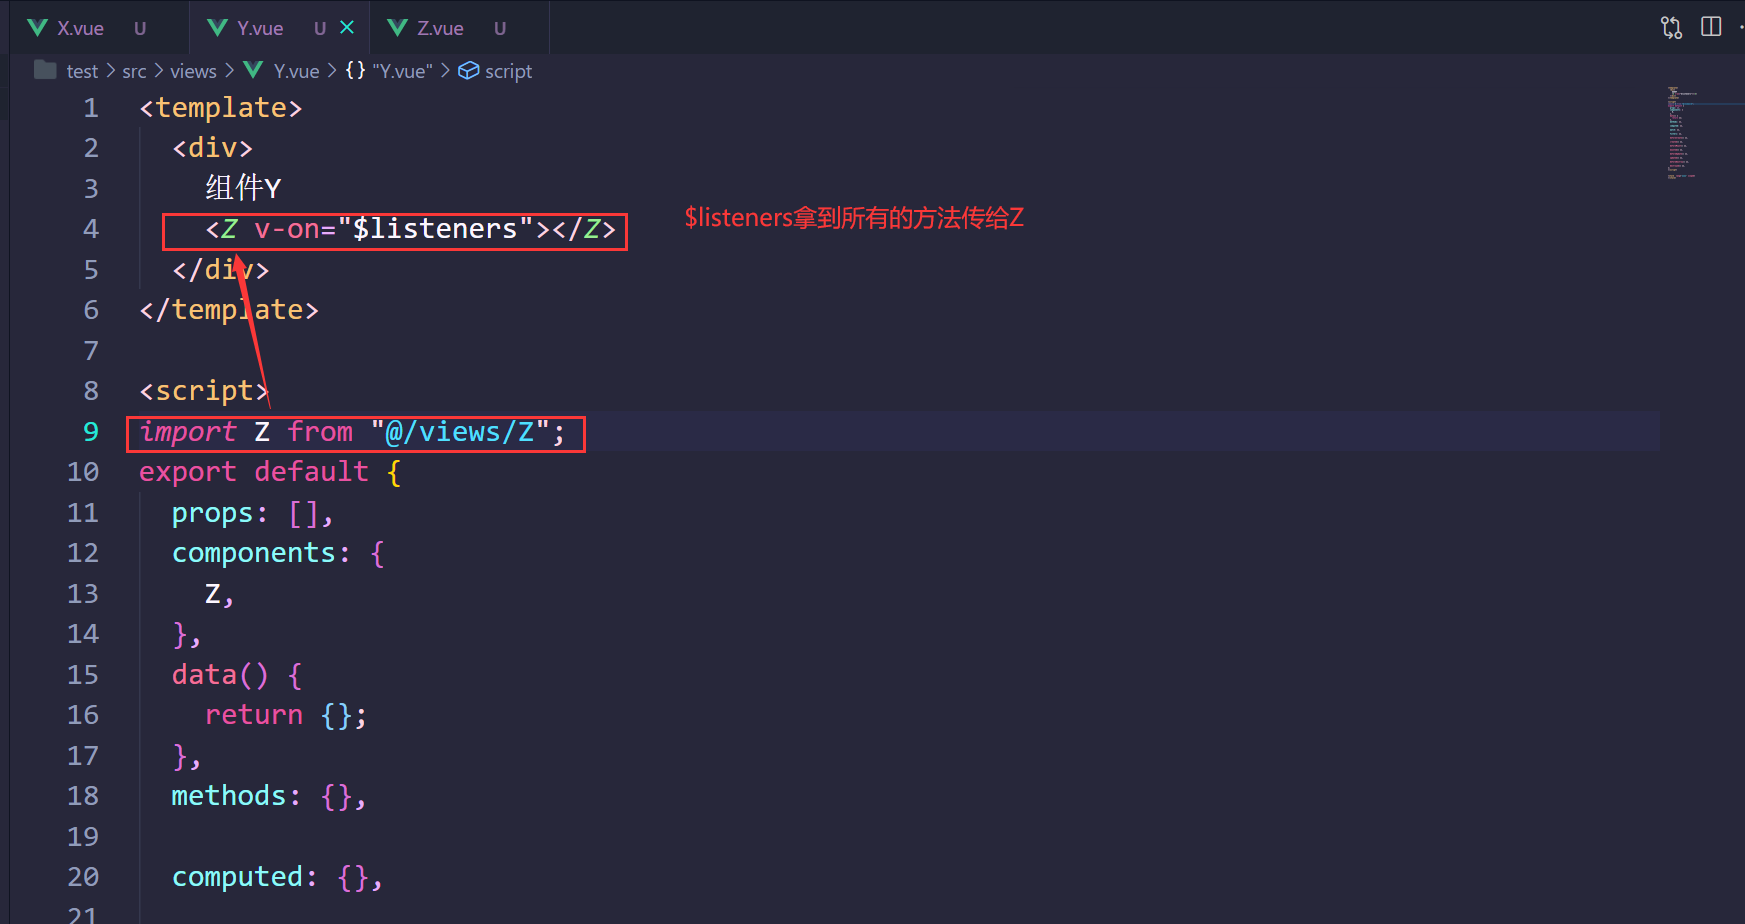 X.vue U Y.vue U Z.vue U
test > src > views > Y.vue > {} "Y.vue" > script
1 <template>
2 <div>
3 组件Y
4 <Z v-on="$listeners"></Z>
$listeners拿到所有的方法传给Z
5 </div>
6 </template>
7
8 <script>
9 import Z from "@/views/Z";
10 export default {
11 props: [],
12 components: {
13 Z,
14 },
15 data() {
16 return {};
17 },
18 methods: {},
19
20 computed: {},
21